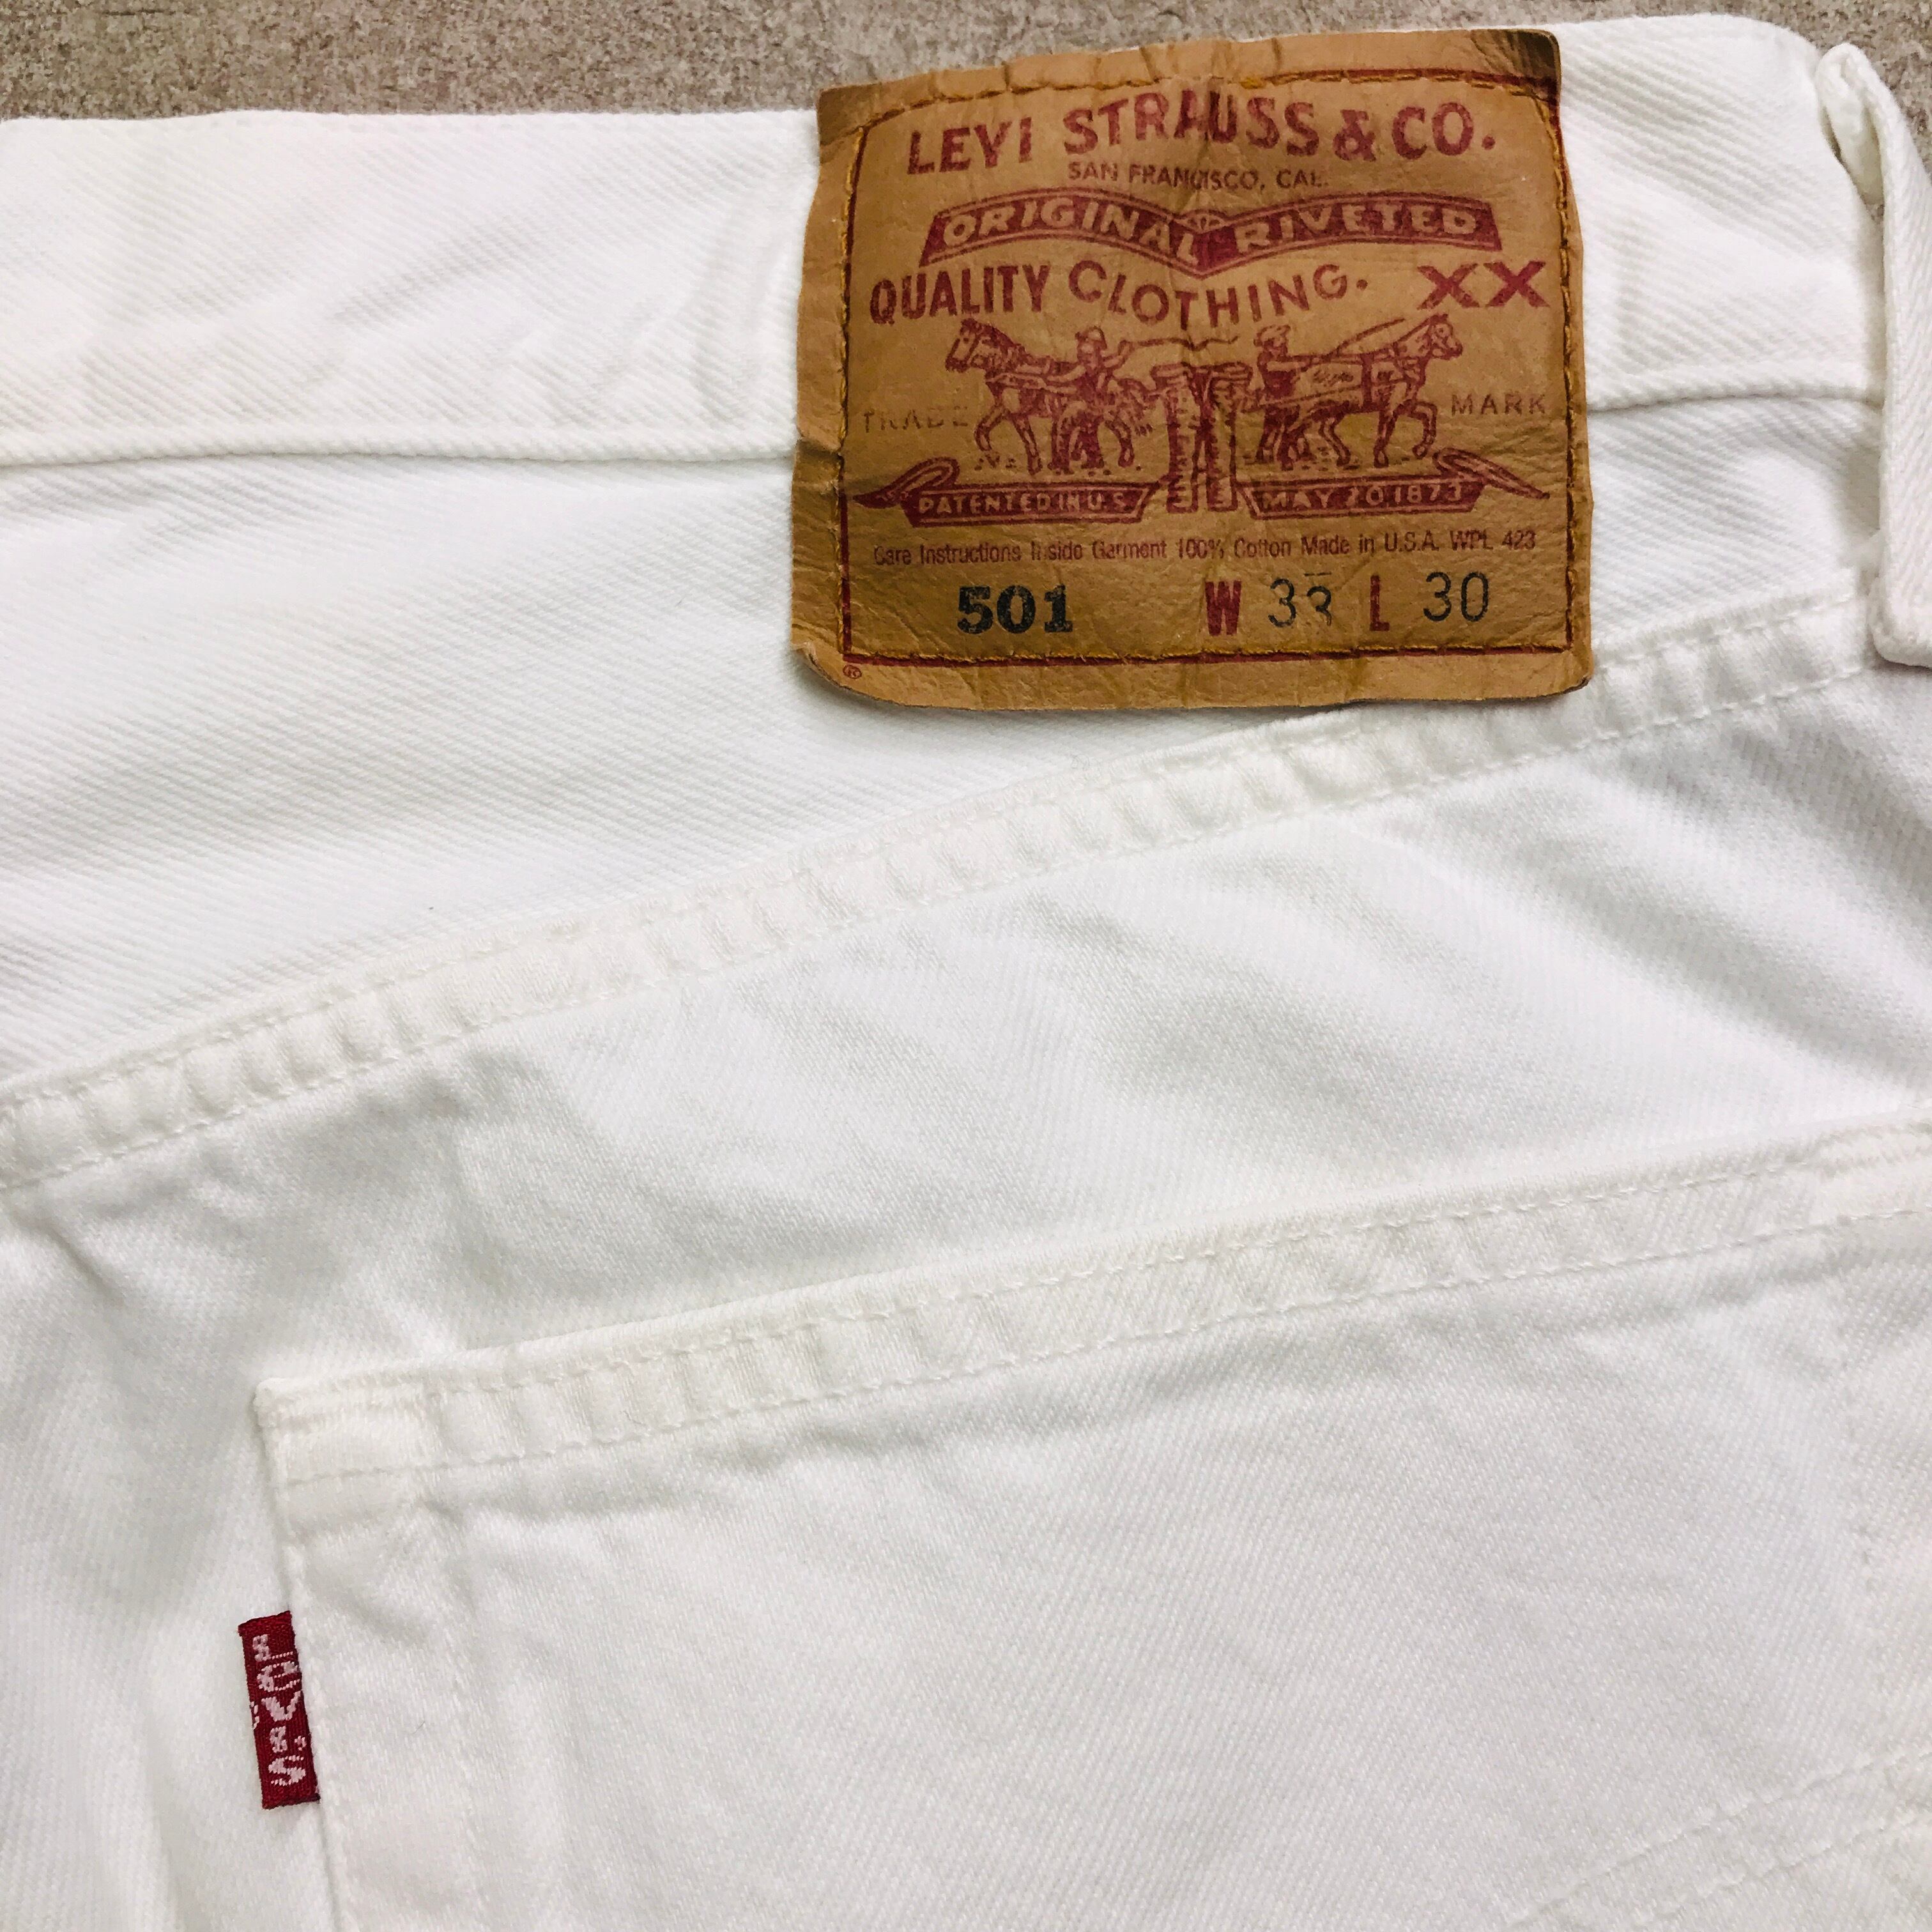 LEVI STRAUSS & CO.
SAN FRANCISCO, CAL.
ORIGINAL RIVETED
QUALITY CLOTHING. XX
TRADE MARK
PATENTED IN U.S. MAY 20 1873
Care Instructions Inside Garment 100% Cotton Made in U.S.A. WPL 423
501 W 33 L 30
®
LEVI'S